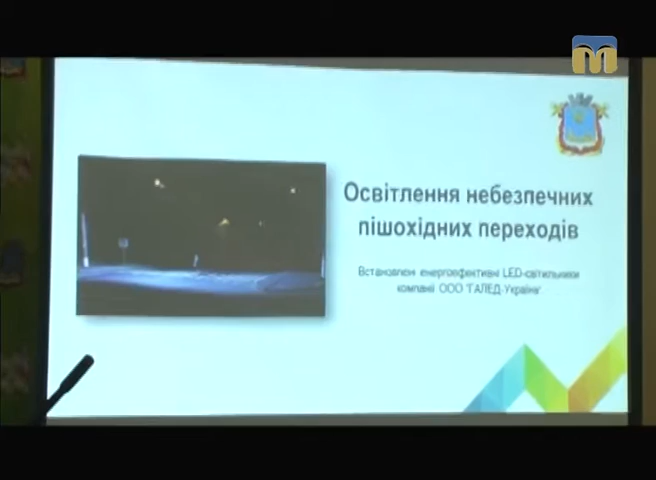 Освітлення небезпечних
пішохідних переходів
Встановлені енергоефективні LED-світильники
компанії ООО "ГАЛЕД-Україна"